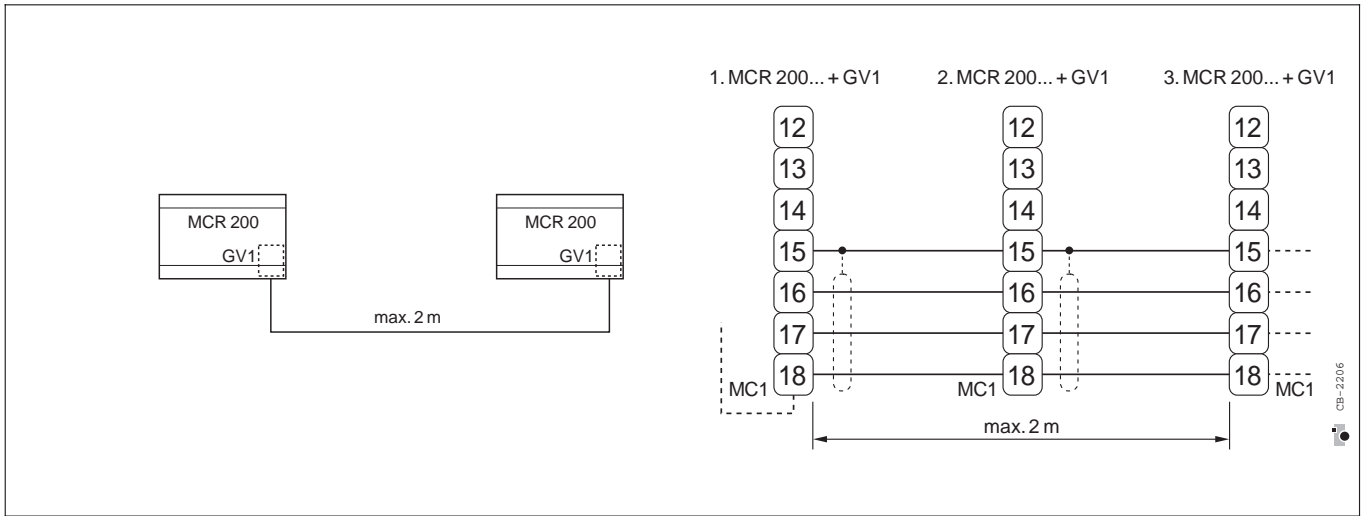 MCR 200
GV1
MCR 200
GV1
max. 2 m
1. MCR 200... + GV1
2. MCR 200... + GV1
3. MCR 200... + GV1
12 12 12
13 13 13
14 14 14
15 15 15
16 16 16
17 17 17
MC1 18 MC1 18 18 MC1
max. 2 m
CB-2206